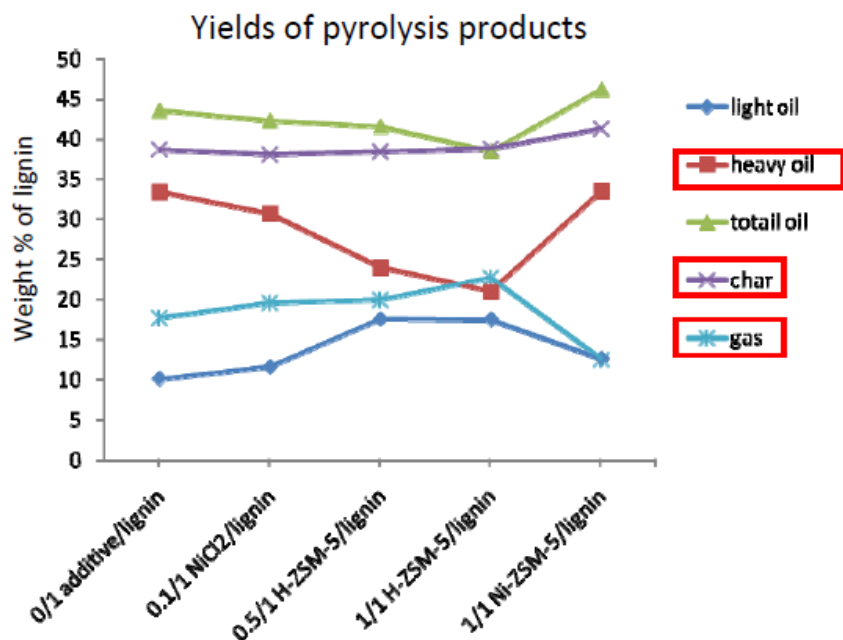 Yields of pyrolysis products
Weight % of lignin
50
45
40
35
30
25
20
15
10
5
0
0/1 additive/lignin
0.1/1 NiCl2/lignin
0.5/1 H-ZSM-5/lignin
1/1 H-ZSM-5/lignin
1/1 Ni-ZSM-5/lignin
light oil
heavy oil
totail oil
char
gas